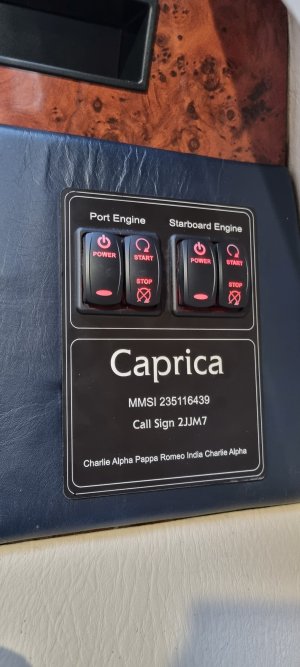 Port Engine Starboard Engine
POWER START POWER START
STOP STOP
Caprica
MMSI 235116439
Call Sign 2JJM7
Charlie Alpha Pappa Romeo India Charlie Alpha